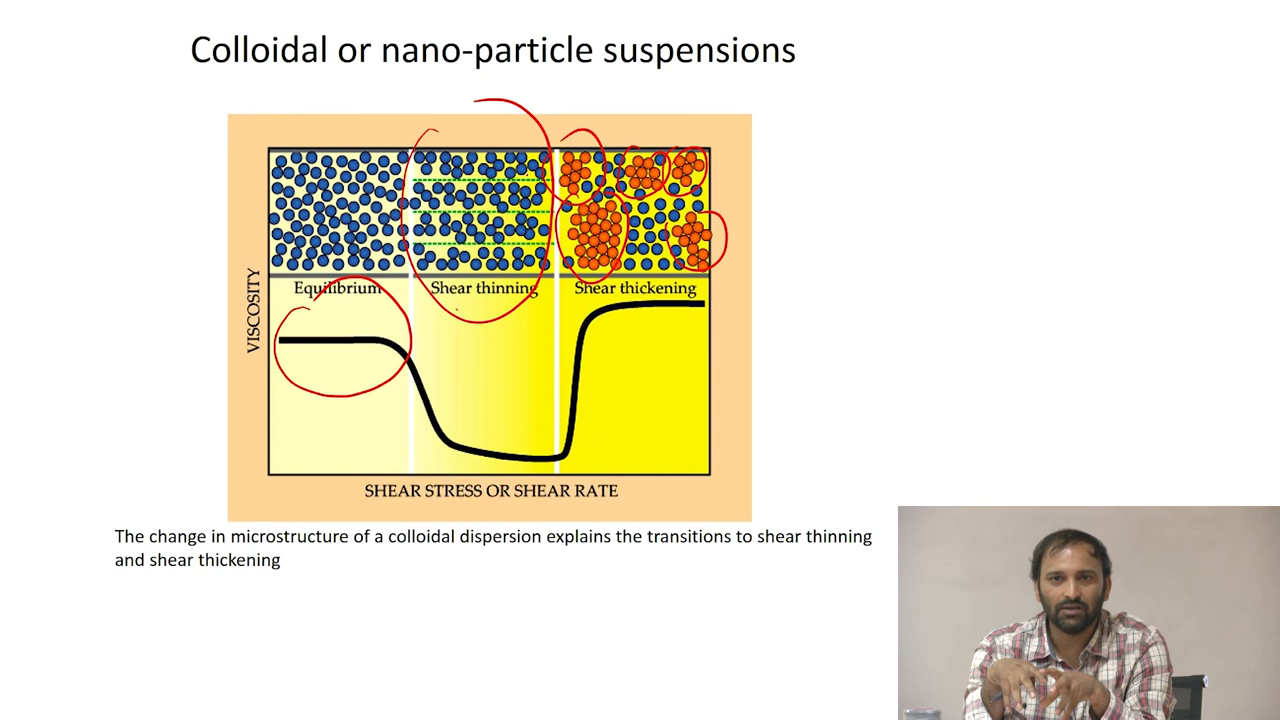 Colloidal or nano-particle suspensions
Equilibrium
Shear thinning
Shear thickening
VISCOSITY
SHEAR STRESS OR SHEAR RATE
The change in microstructure of a colloidal dispersion explains the transitions to shear thinning
and shear thickening